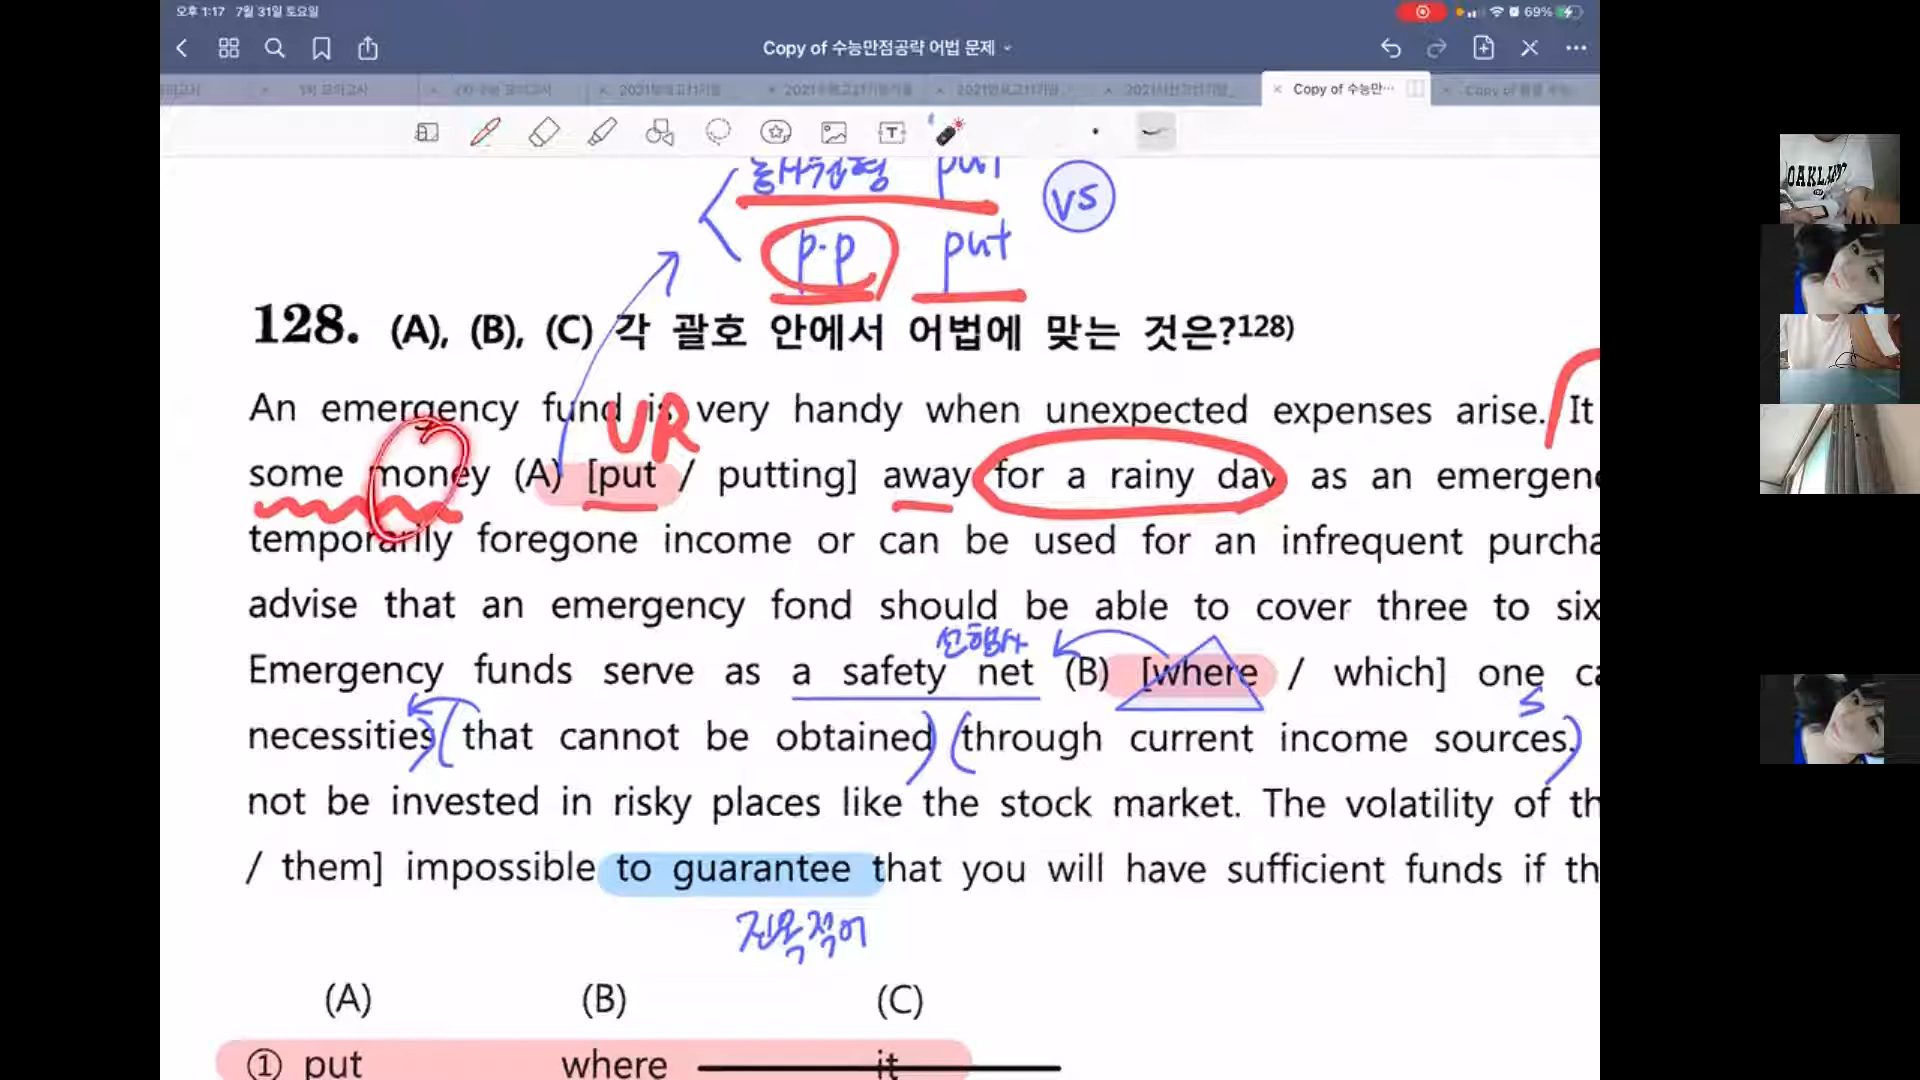 오후 1:17 7월 31일 토요일
69%
Copy of 수능만점공략 어법 문제
Copy of 수능만…
동사원형 put
VS
p.p put
128. (A), (B), (C) 각 괄호 안에서 어법에 맞는 것은?128)
An emergency fund is very handy when unexpected expenses arise. It
UR
some money (A) [put / putting] away for a rainy day as an emergenc
temporarily foregone income or can be used for an infrequent purcha
advise that an emergency fond should be able to cover three to six
선행사
Emergency funds serve as a safety net (B) [where / which] one ca
S
necessities that cannot be obtained through current income sources.
not be invested in risky places like the stock market. The volatility of th
/ them] impossible to guarantee that you will have sufficient funds if th
진목적어
(A) (B) (C)
① put where it
OAKLAND